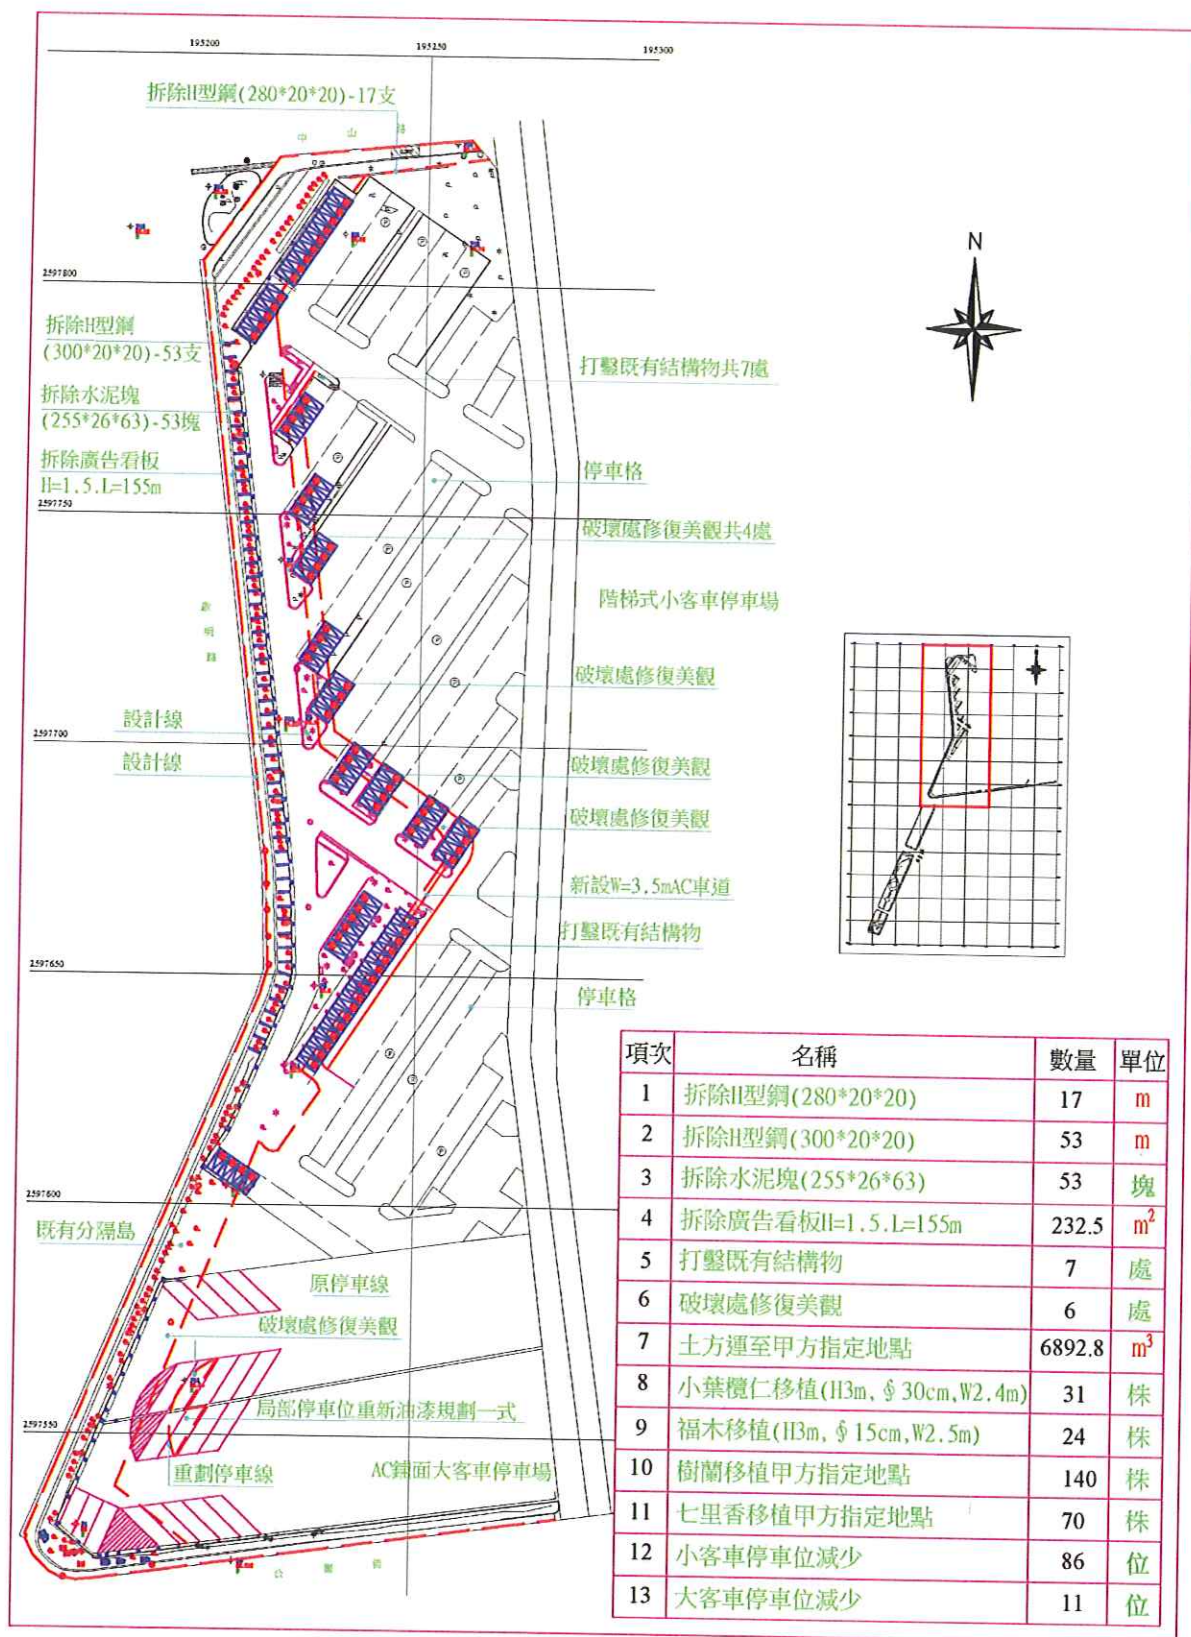 195200
195250
195300
拆除H型鋼(280*20*20)-17支
中山路
N
2597800
拆除H型鋼
(300*20*20)-53支
打鑿既有結構物共7處
拆除水泥塊
(255*26*63)-53塊
拆除廣告看板
H=1.5.L=155m
停車格
2597750
破壞處修復美觀共4處
階梯式小客車停車場
啟明路
破壞處修復美觀
設計線
2597700
設計線
破壞處修復美觀
破壞處修復美觀
新設W=3.5mAC車道
打鑿既有結構物
2597650
停車格
2597600
既有分隔島
原停車線
破壞處修復美觀
局部停車位重新油漆規劃一式
2597550
重劃停車線
AC鋪面大客車停車場
公園街
項次 名稱 數量 單位
1 拆除H型鋼(280*20*20) 17 m
2 拆除H型鋼(300*20*20) 53 m
3 拆除水泥塊(255*26*63) 53 塊
4 拆除廣告看板H=1.5.L=155m 232.5 m²
5 打鑿既有結構物 7 處
6 破壞處修復美觀 6 處
7 土方運至甲方指定地點 6892.8 m³
8 小葉欖仁移植(H3m, ∮30cm,W2.4m) 31 株
9 福木移植(H3m, ∮15cm,W2.5m) 24 株
10 樹蘭移植甲方指定地點 140 株
11 七里香移植甲方指定地點 70 株
12 小客車停車位減少 86 位
13 大客車停車位減少 11 位